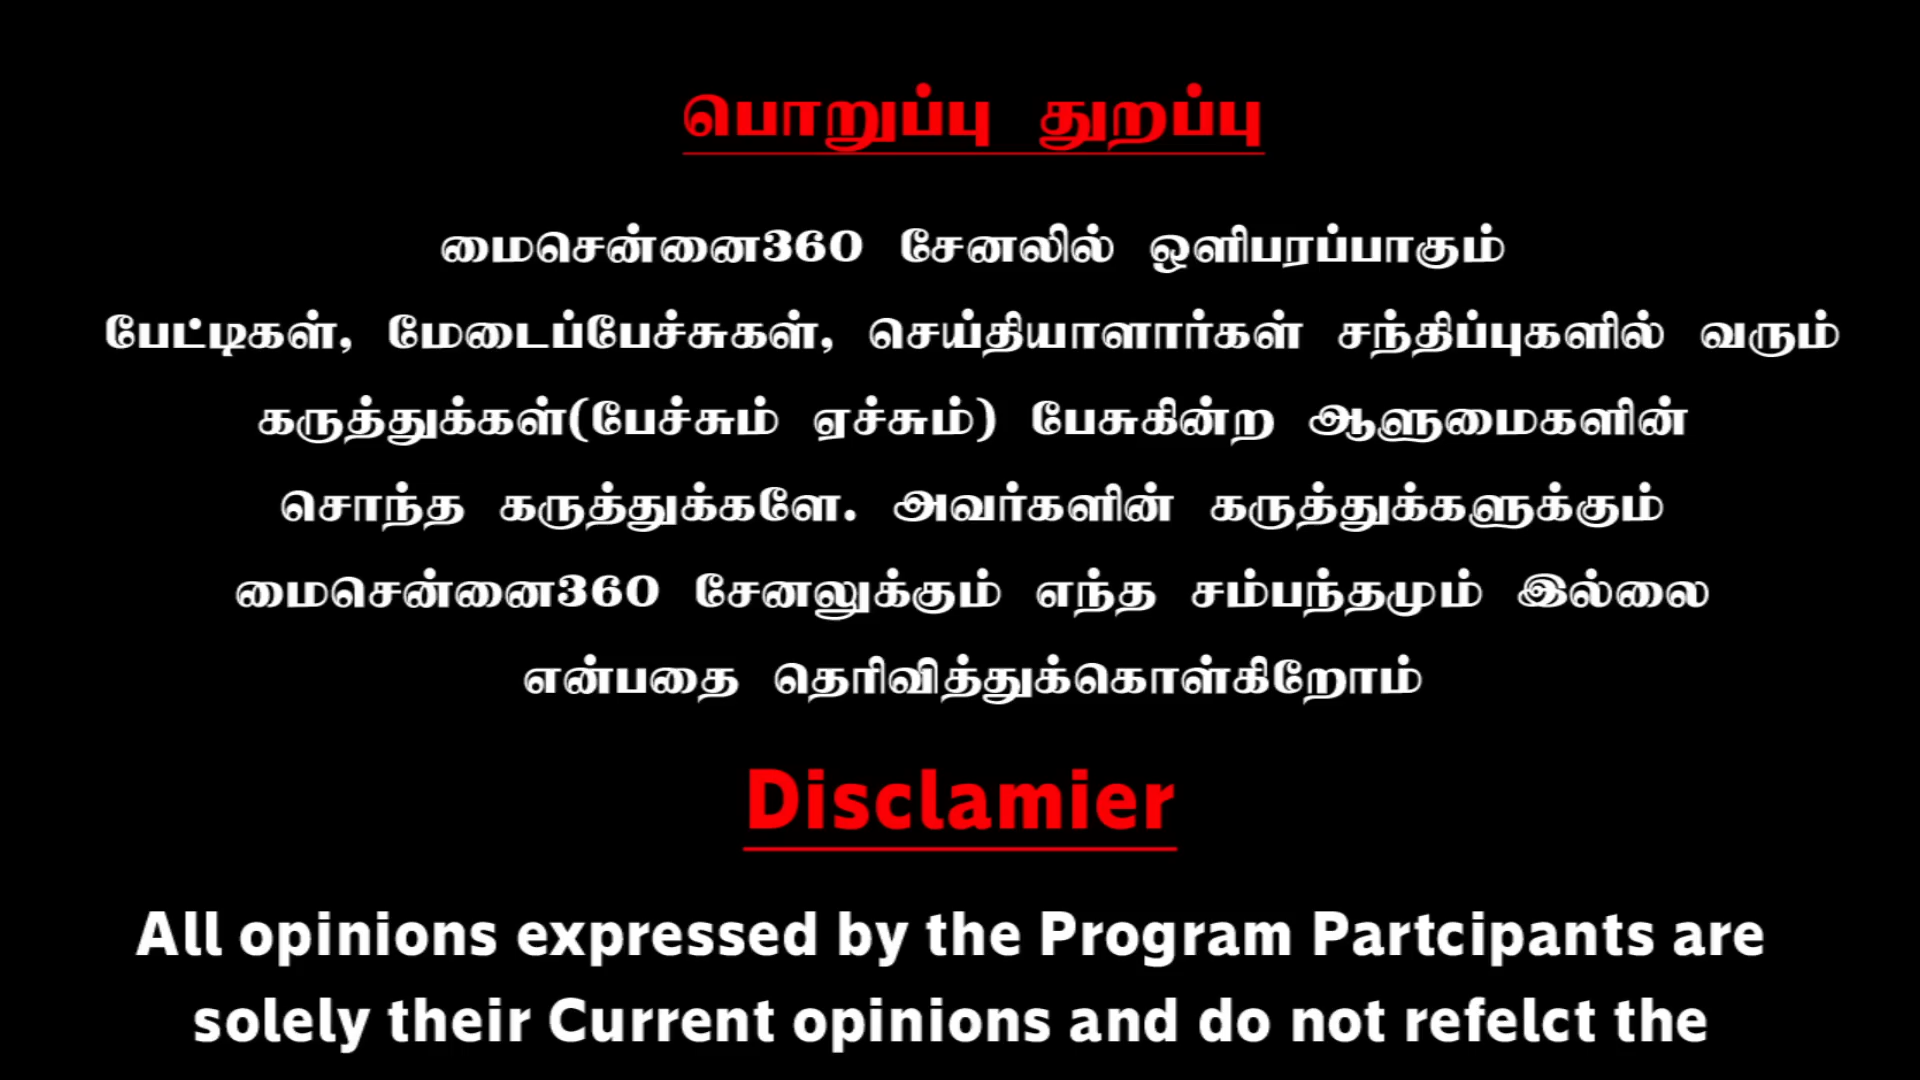 பொறுப்பு துறப்பு
மைசென்னை360 சேனலில் ஒளிபரப்பாகும்
பேட்டிகள், மேடைப்பேச்சுகள், செய்தியாளார்கள் சந்திப்புகளில் வரும்
கருத்துக்கள்(பேச்சும் ஏச்சும்) பேசுகின்ற ஆளுமைகளின்
சொந்த கருத்துக்களே. அவர்களின் கருத்துக்களுக்கும்
மைசென்னை360 சேனலுக்கும் எந்த சம்பந்தமும் இல்லை
என்பதை தெரிவித்துக்கொள்கிறோம்
Disclamier
All opinions expressed by the Program Partcipants are
solely their Current opinions and do not refelct the